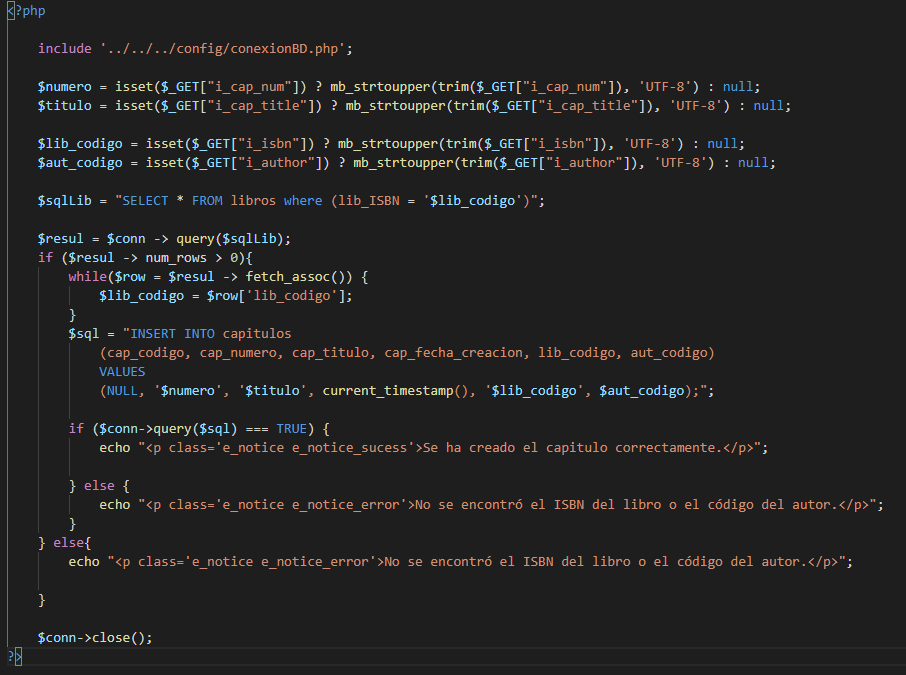 <?php
include '../../../config/conexionBD.php';
$numero = isset($_GET["i_cap_num"]) ? mb_strtoupper(trim($_GET["i_cap_num"]), 'UTF-8') : null;
$titulo = isset($_GET["i_cap_title"]) ? mb_strtoupper(trim($_GET["i_cap_title"]), 'UTF-8') : null;
$lib_codigo = isset($_GET["i_isbn"]) ? mb_strtoupper(trim($_GET["i_isbn"]), 'UTF-8') : null;
$aut_codigo = isset($_GET["i_author"]) ? mb_strtoupper(trim($_GET["i_author"]), 'UTF-8') : null;
$sqlLib = "SELECT * FROM libros where (lib_ISBN = '$lib_codigo')";
$resul = $conn -> query($sqlLib);
if ($resul -> num_rows > 0){
while($row = $resul -> fetch_assoc()) {
$lib_codigo = $row['lib_codigo'];
}
$sql = "INSERT INTO capitulos
(cap_codigo, cap_numero, cap_titulo, cap_fecha_creacion, lib_codigo, aut_codigo)
VALUES
(NULL, '$numero', '$titulo', current_timestamp(), '$lib_codigo', $aut_codigo);";
if ($conn->query($sql) === TRUE) {
echo "<p class='e_notice e_notice_sucess'>Se ha creado el capitulo correctamente.</p>";
} else {
echo "<p class='e_notice e_notice_error'>No se encontró el ISBN del libro o el código del autor.</p>";
}
} else{
echo "<p class='e_notice e_notice_error'>No se encontró el ISBN del libro o el código del autor.</p>";
}
$conn->close();
?>